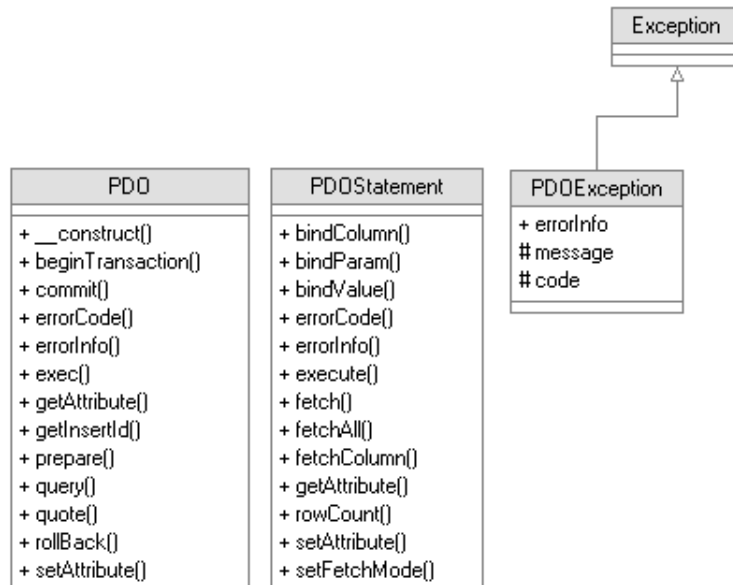 Exception
PDO
+ __construct()
+ beginTransaction()
+ commit()
+ errorCode()
+ errorInfo()
+ exec()
+ getAttribute()
+ getInsertId()
+ prepare()
+ query()
+ quote()
+ rollBack()
+ setAttribute()
PDOStatement
+ bindColumn()
+ bindParam()
+ bindValue()
+ errorCode()
+ errorInfo()
+ execute()
+ fetch()
+ fetchAll()
+ fetchColumn()
+ getAttribute()
+ rowCount()
+ setAttribute()
+ setFetchMode()
PDOException
+ errorInfo
# message
# code